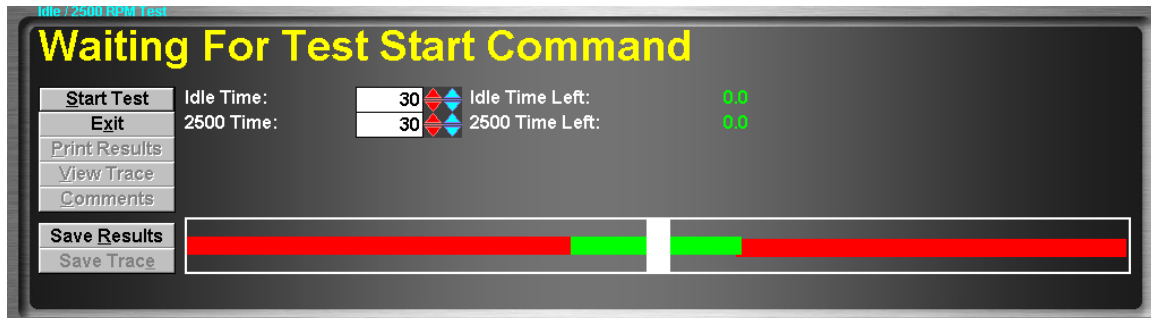 Idle / 2500 RPM Test
Waiting For Test Start Command
Start Test Idle Time: 30 Idle Time Left: 0.0
Exit 2500 Time: 30 2500 Time Left: 0.0
Print Results
View Trace
Comments
Save Results
Save Trace